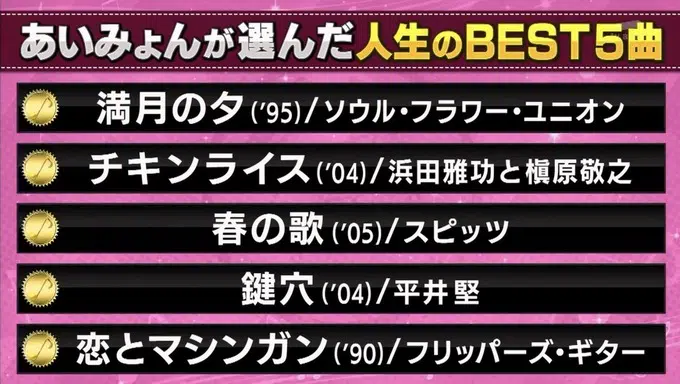 あいみょんが選んだ人生のBEST5曲
満月の夕('95)/ソウル・フラワー・ユニオン
チキンライス('04)/浜田雅功と槇原敬之
春の歌('05)/スピッツ
鍵穴('04)/平井堅
恋とマシンガン('90)/フリッパーズ・ギター